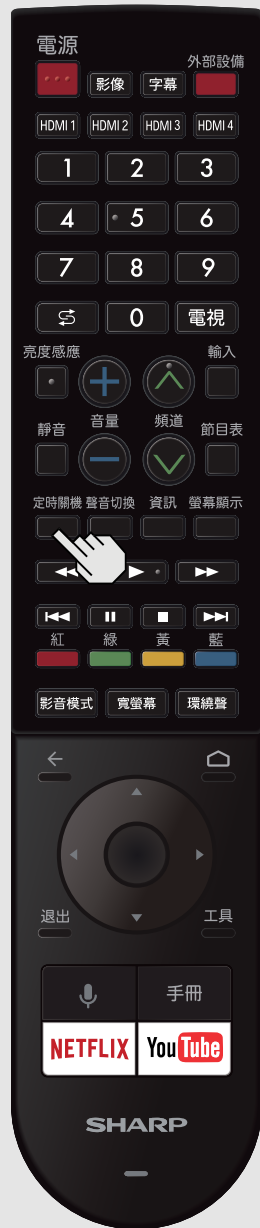 電源
外部設備
影像 字幕
HDMI 1 HDMI 2 HDMI 3 HDMI 4
1 2 3
4 5 6
7 8 9
0 電視
亮度感應 輸入
靜音 音量 頻道 節目表
定時關機 聲音切換 資訊 螢幕顯示
紅 綠 黃 藍
影音模式 寬螢幕 環繞聲
退出 工具
手冊
NETFLIX YouTube
SHARP